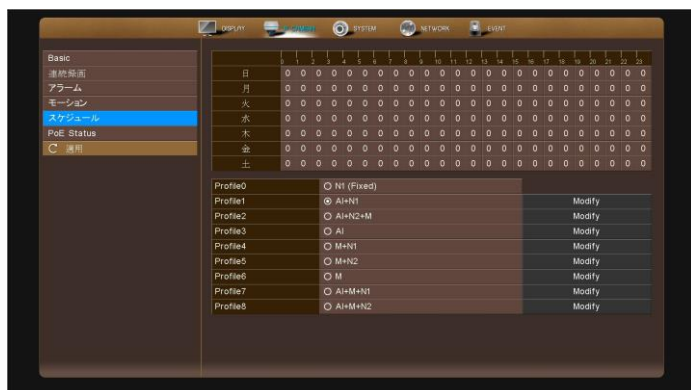 DISPLAY SYSTEM NETWORK EVENT
Basic
連続録画
アラーム
モーション
スケジュール
PoE Status
適用
0 1 2 3 4 5 6 7 8 9 10 11 12 13 14 15 16 17 18 19 20 21 22 23
日 0 0 0 0 0 0 0 0 0 0 0 0 0 0 0 0 0 0 0 0 0 0 0 0
月 0 0 0 0 0 0 0 0 0 0 0 0 0 0 0 0 0 0 0 0 0 0 0 0
火 0 0 0 0 0 0 0 0 0 0 0 0 0 0 0 0 0 0 0 0 0 0 0 0
水 0 0 0 0 0 0 0 0 0 0 0 0 0 0 0 0 0 0 0 0 0 0 0 0
木 0 0 0 0 0 0 0 0 0 0 0 0 0 0 0 0 0 0 0 0 0 0 0 0
金 0 0 0 0 0 0 0 0 0 0 0 0 0 0 0 0 0 0 0 0 0 0 0 0
土 0 0 0 0 0 0 0 0 0 0 0 0 0 0 0 0 0 0 0 0 0 0 0 0
Profile0 N1 (Fixed)
Profile1 Al+N1 Modify
Profile2 Al+N2+M Modify
Profile3 Al Modify
Profile4 M+N1 Modify
Profile5 M+N2 Modify
Profile6 M Modify
Profile7 Al+M+N1 Modify
Profile8 Al+M+N2 Modify